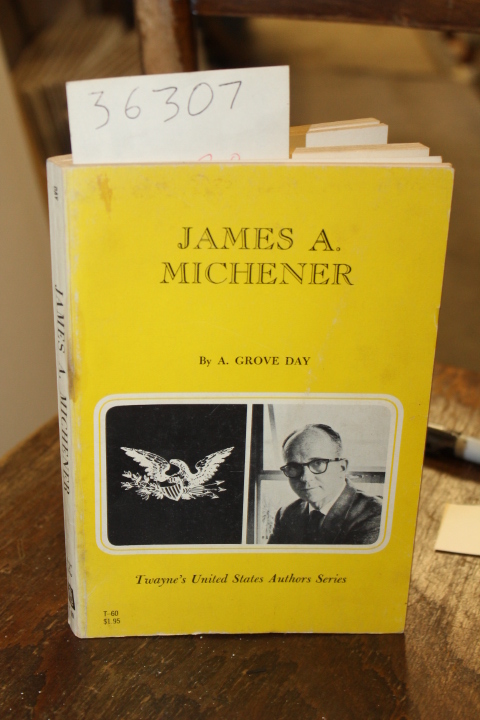 36307
JAMES A.
MICHENER
By A. GROVE DAY
Twayne's United States Authors Series
T-60
$1.95
JAMES A. MICHENER